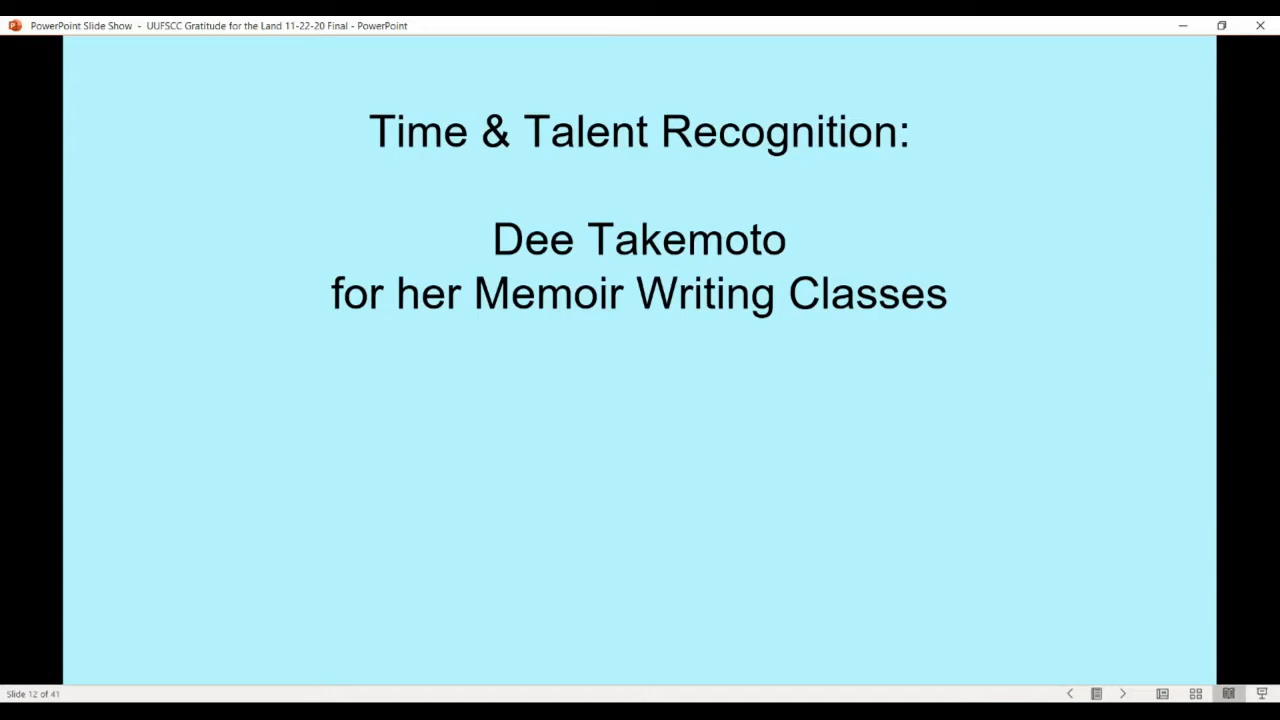 PowerPoint Slide Show - UUFSCC Gratitude for the Land 11-22-20 Final - PowerPoint
Time & Talent Recognition:
Dee Takemoto
for her Memoir Writing Classes
Slide 12 of 41